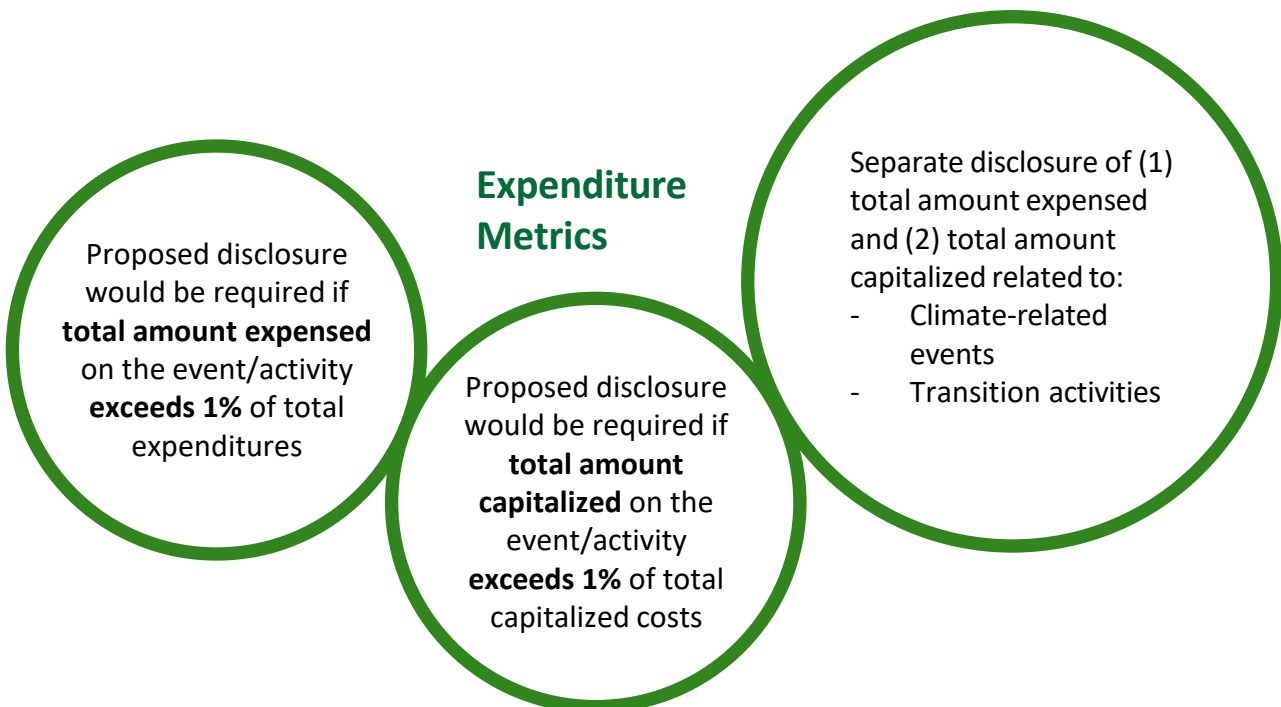 Expenditure
Metrics
Proposed disclosure
would be required if
total amount expensed
on the event/activity
exceeds 1% of total
expenditures
Proposed disclosure
would be required if
total amount
capitalized on the
event/activity
exceeds 1% of total
capitalized costs
Separate disclosure of (1)
total amount expensed
and (2) total amount
capitalized related to:
- Climate-related
events
- Transition activities